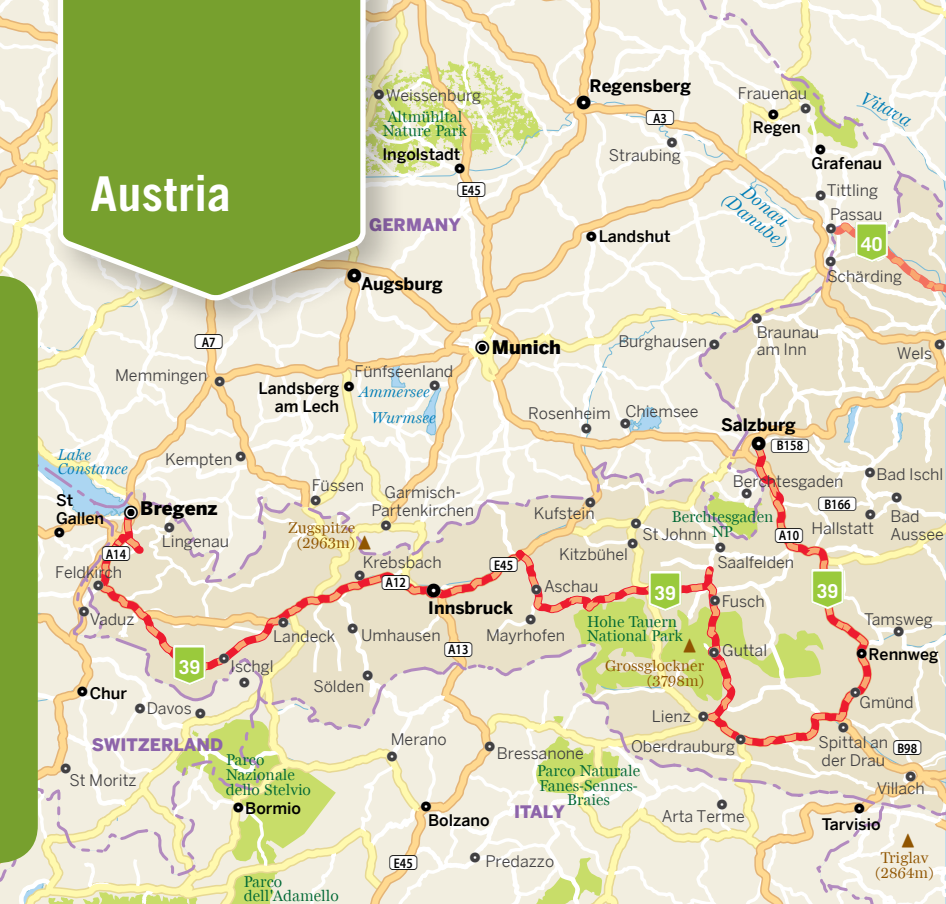 Austria
Weissenburg
Altmühltal
Nature Park
Ingolstadt
E45
GERMANY
Regensberg
A3
Straubing
Frauenau
Regen
Vltava
Grafenau
Tittling
Donau
(Danube)
Passau
40
Schärding
Landshut
Augsburg
A7
Munich
Burghausen
Braunau
am Inn
Wels
Memmingen
Landsberg
am Lech
Fünfseenland
Ammersee
Wurmsee
Rosenheim
Chiemsee
Salzburg
B158
Lake
Constance
Kempten
Füssen
Garmisch-
Partenkirchen
Berchtesgaden
Bad Ischl
B166
St
Gallen
Bregenz
Lingenau
Zugspitze
(2963m)
Kufstein
Berchtesgaden
NP
Hallstatt
Bad
Aussee
A14
A10
St Johnn
Kitzbühel
Saalfelden
Feldkirch
Krebsbach
A12
E45
Aschau
39
39
Innsbruck
Fusch
Vaduz
Landeck
Umhausen
Mayrhofen
Hohe Tauern
National Park
Tamsweg
A13
Guttal
Rennweg
39
Ischgl
Grossglockner
(3798m)
Sölden
Chur
Davos
Lienz
Gmünd
SWITZERLAND
Merano
Bressanone
Oberdrauburg
Spittal an
der Drau
B98
St Moritz
Parco
Nazionale
dello Stelvio
Parco Naturale
Fanes-Sennes-
Braies
Villach
Bormio
Bolzano
ITALY
Arta Terme
Tarvisio
E45
Predazzo
Triglav
(2864m)
Parco
dell'Adamello